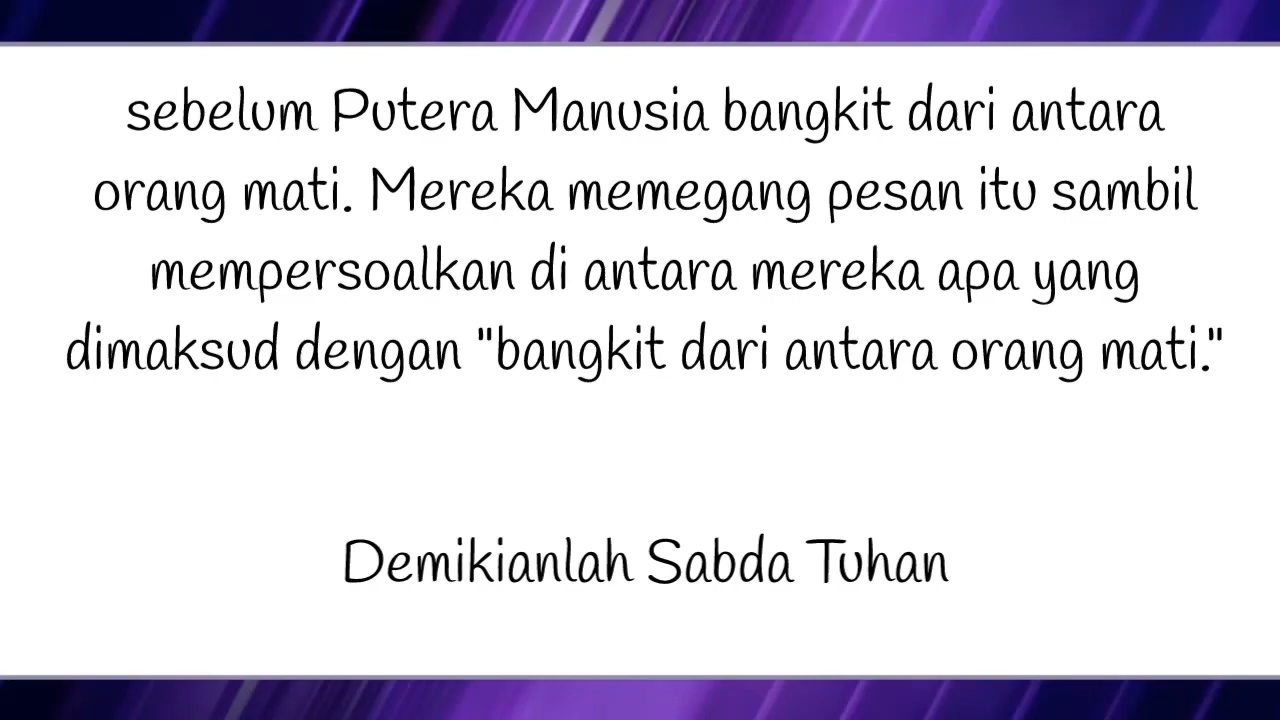 sebelum Putera Manusia bangkit dari antara
orang mati. Mereka memegang pesan itu sambil
mempersoalkan di antara mereka apa yang
dimaksud dengan "bangkit dari antara orang mati."
Demikianlah Sabda Tuhan